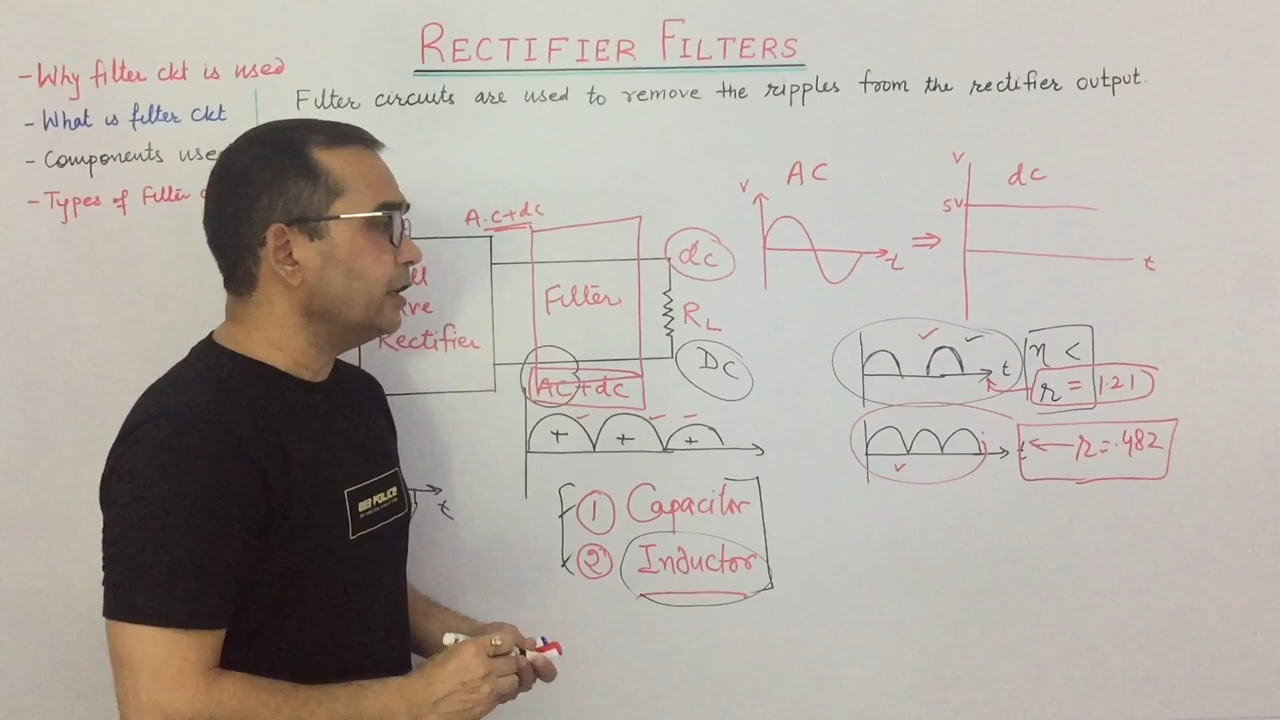 RECTIFIER FILTERS
- Why filter ckt is used
- What is filter ckt
- Components used
- Types of Filter
Filter circuits are used to remove the ripples from the rectifier output.
A.C+dc
Rectifier
Filter
dc
RL
DC
AC+dc
+ + +
① Capacitor
② Inductor
t
V AC t
⇒
V dc
5V
t
t
η <
r = 1.21
t
r = .482
POLICE